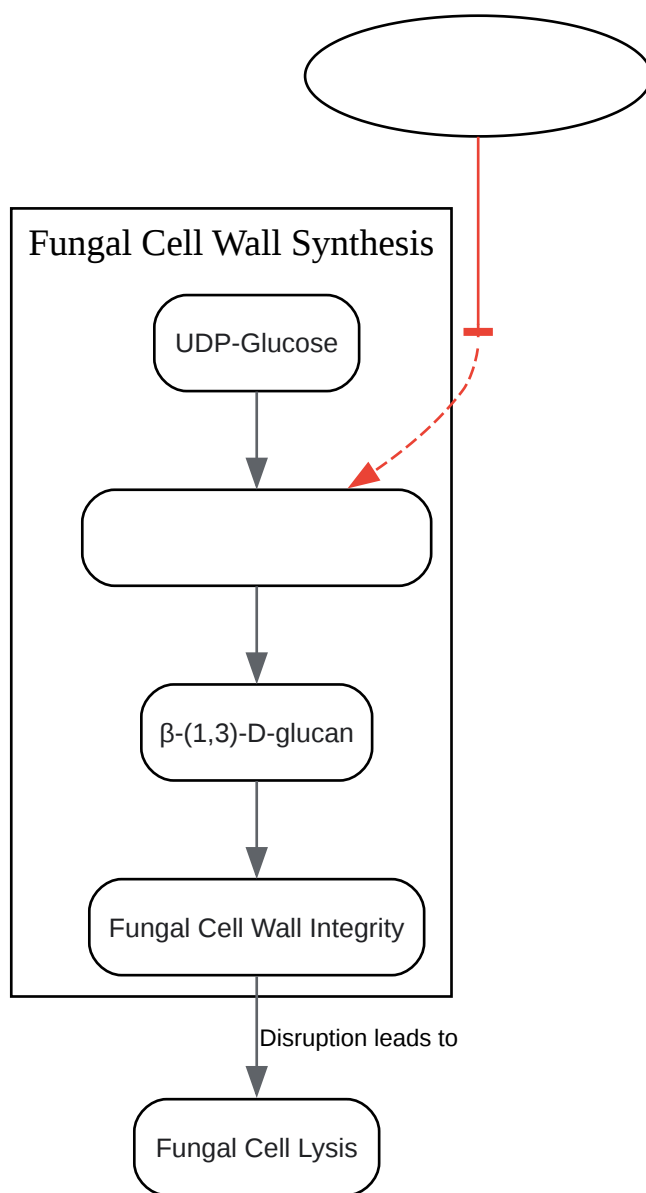 Fungal Cell Wall Synthesis
UDP-Glucose
β-(1,3)-D-glucan
Fungal Cell Wall Integrity
Disruption leads to
Fungal Cell Lysis